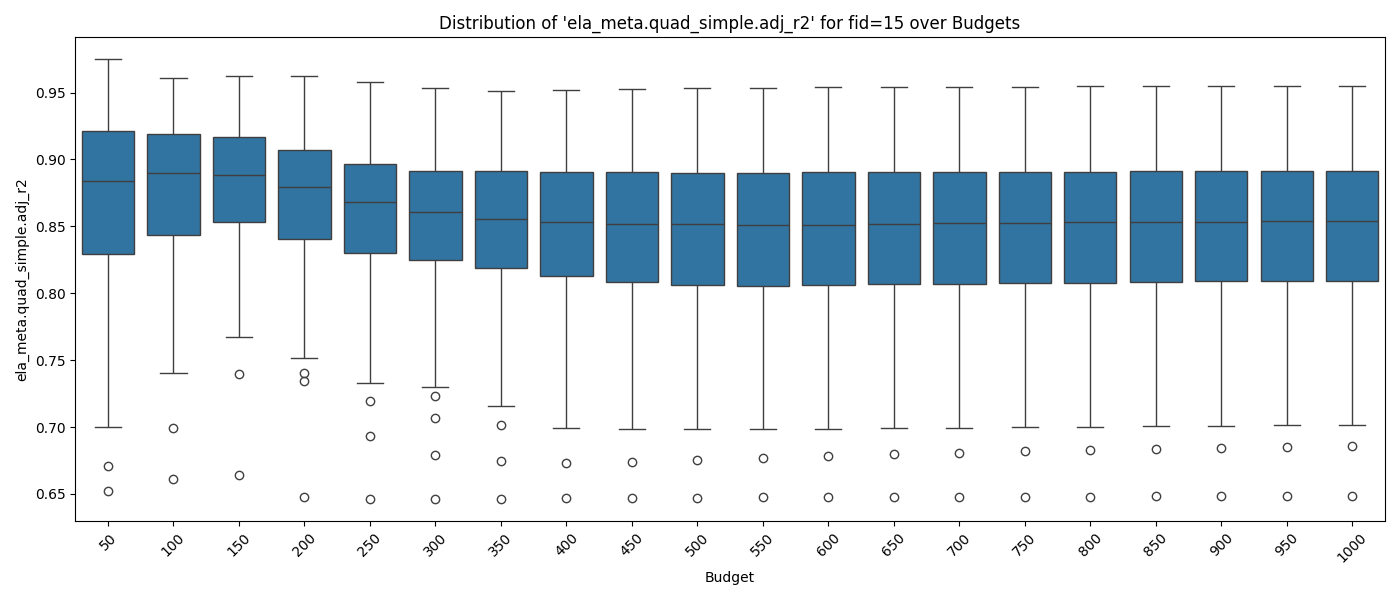 Distribution of 'ela_meta.quad_simple.adj_r2' for fid=15 over Budgets
ela_meta.quad_simple.adj_r2
0.95
0.90
0.85
0.80
0.75
0.70
0.65
50 100 150 200 250 300 350 400 450 500 550 600 650 700 750 800 850 900 950 1000
Budget